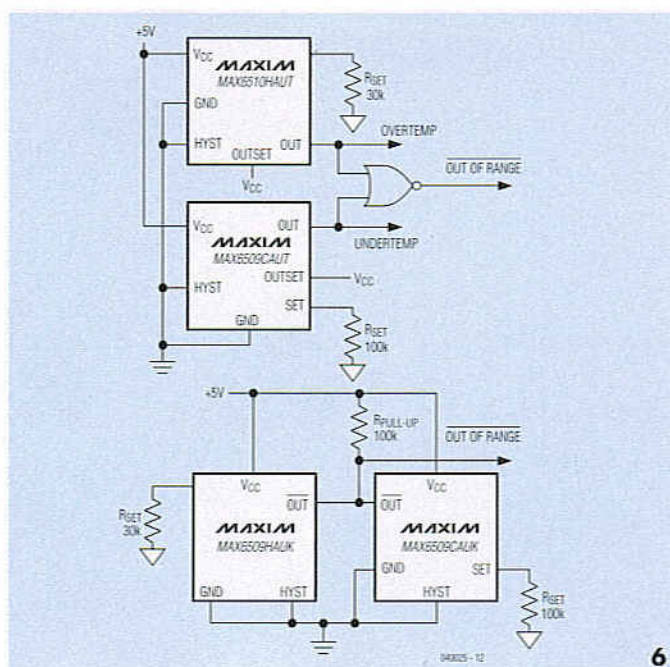 +5V
VCC
MAXIM
MAX6510HAUT
RSET
30k
GND
HYST
OUT
OVERTEMP
OUTSET
VCC
OUT OF RANGE
VCC
OUT
MAXIM
MAX6509CAUT
UNDERTEMP
OUTSET
VCC
HYST
SET
GND
RSET
100k
+5V
RPULL-UP
100k
OUT OF RANGE
VCC
OUT
OUT
VCC
RSET
30k
MAXIM
MAX6509HAUK
MAXIM
MAX6509CAUK
GND
SET
GND
HYST
HYST
RSET
100k
040025 - 12
6